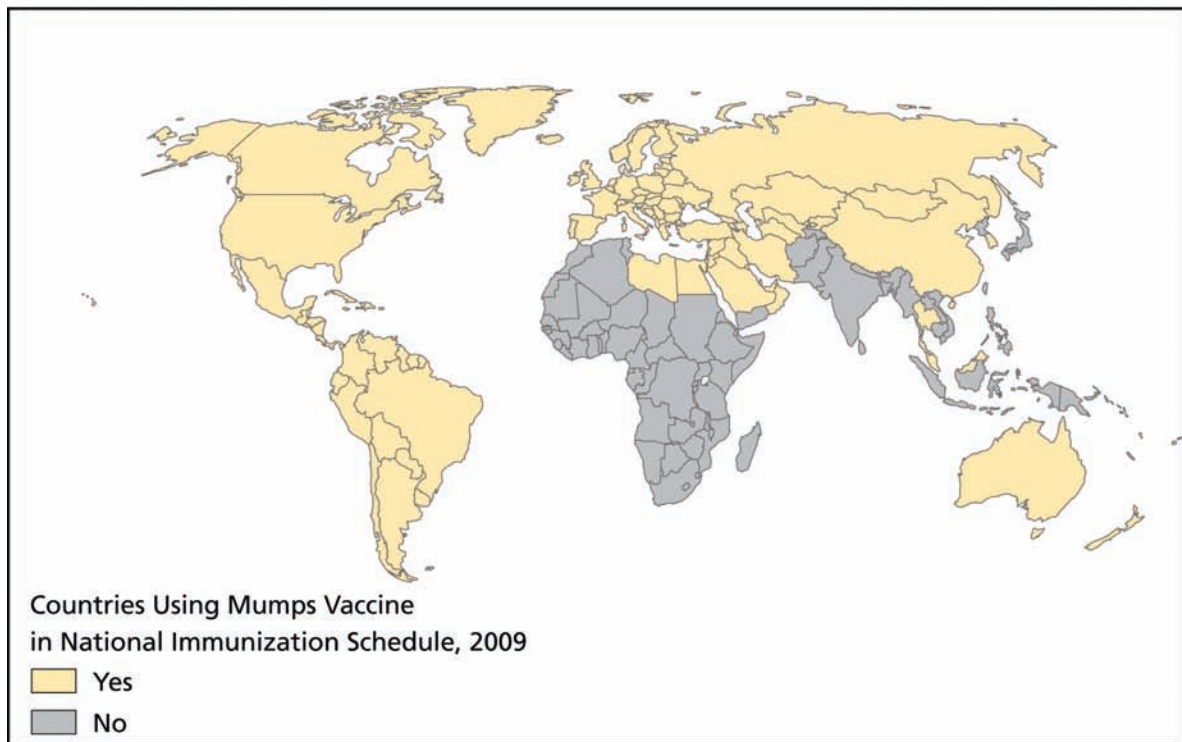 Countries Using Mumps Vaccine
in National Immunization Schedule, 2009
Yes
No